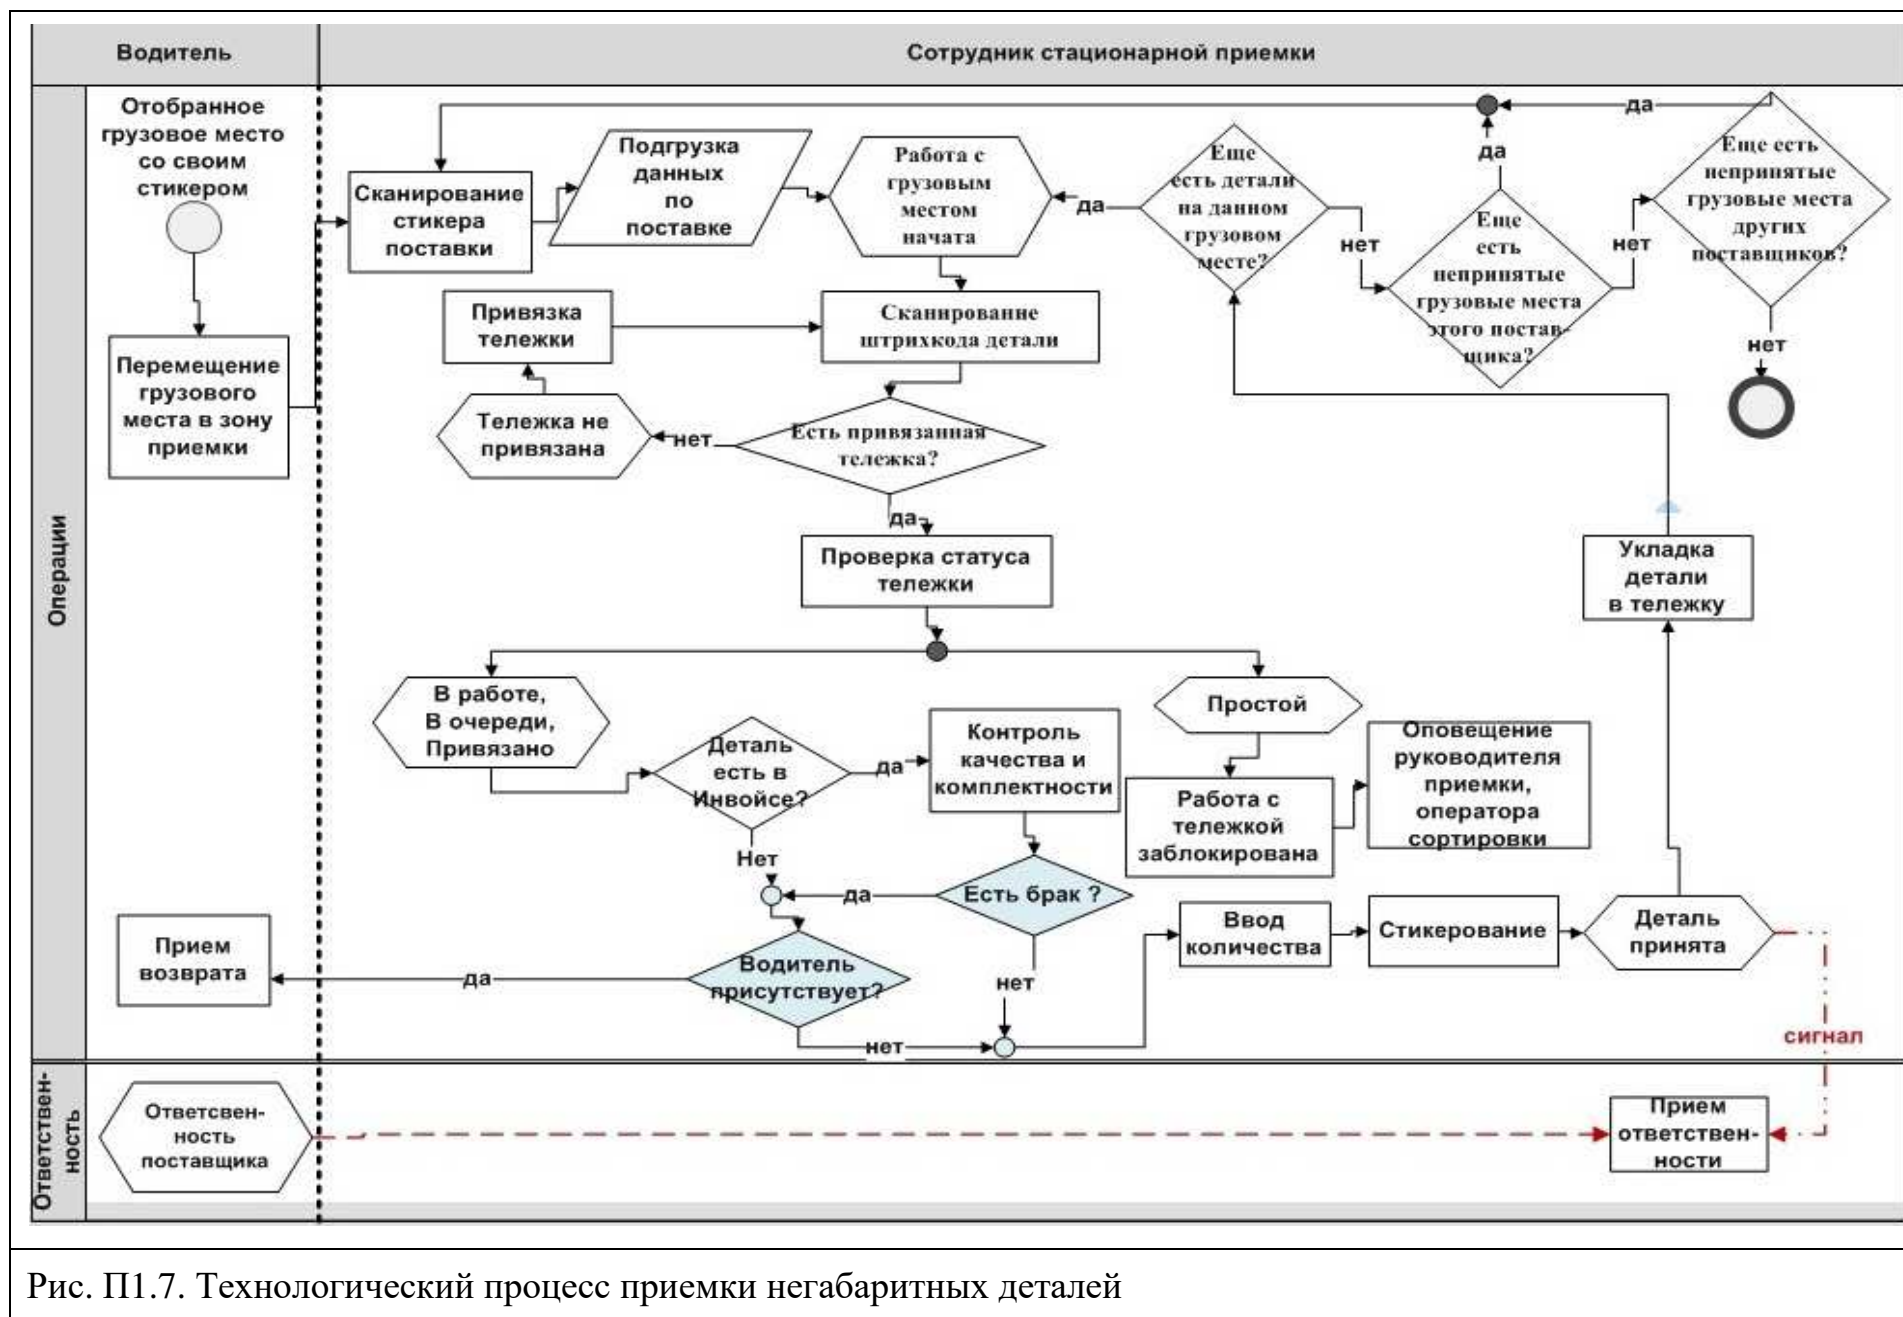 Водитель
Сотрудник стационарной приемки
Операции
Отобранное
грузовое место
со своим
стикером
Перемещение
грузового
места в зону
приемки
Сканирование
стикера
поставки
Подгрузка
данных
по
поставке
Работа с
грузовым
местом
начата
да
Еще
есть детали
на данном
грузовом
месте?
нет
да
Еще
есть
непринятые
грузовые места
этого постав-
щика?
нет
да
Еще есть
непринятые
грузовые места
других
поставщиков?
нет
Привязка
тележки
Сканирование
штрихкода детали
Тележка не
привязана
нет
Есть привязанная
тележка?
да
Проверка статуса
тележки
Укладка
детали
в тележку
В работе,
В очереди,
Привязано
Деталь
есть в
Инвойсе?
да
Контроль
качества и
комплектности
Простой
Работа с
тележкой
заблокирована
Оповещение
руководителя
приемки,
оператора
сортировки
Нет
да
Есть брак ?
нет
Ввод
количества
Стикерование
Деталь
принята
Прием
возврата
да
Водитель
присутствует?
нет
сигнал
Ответствен-
ность
Ответсвен-
ность
поставщика
Прием
ответствен-
ности
Рис. П1.7. Технологический процесс приемки негабаритных деталей